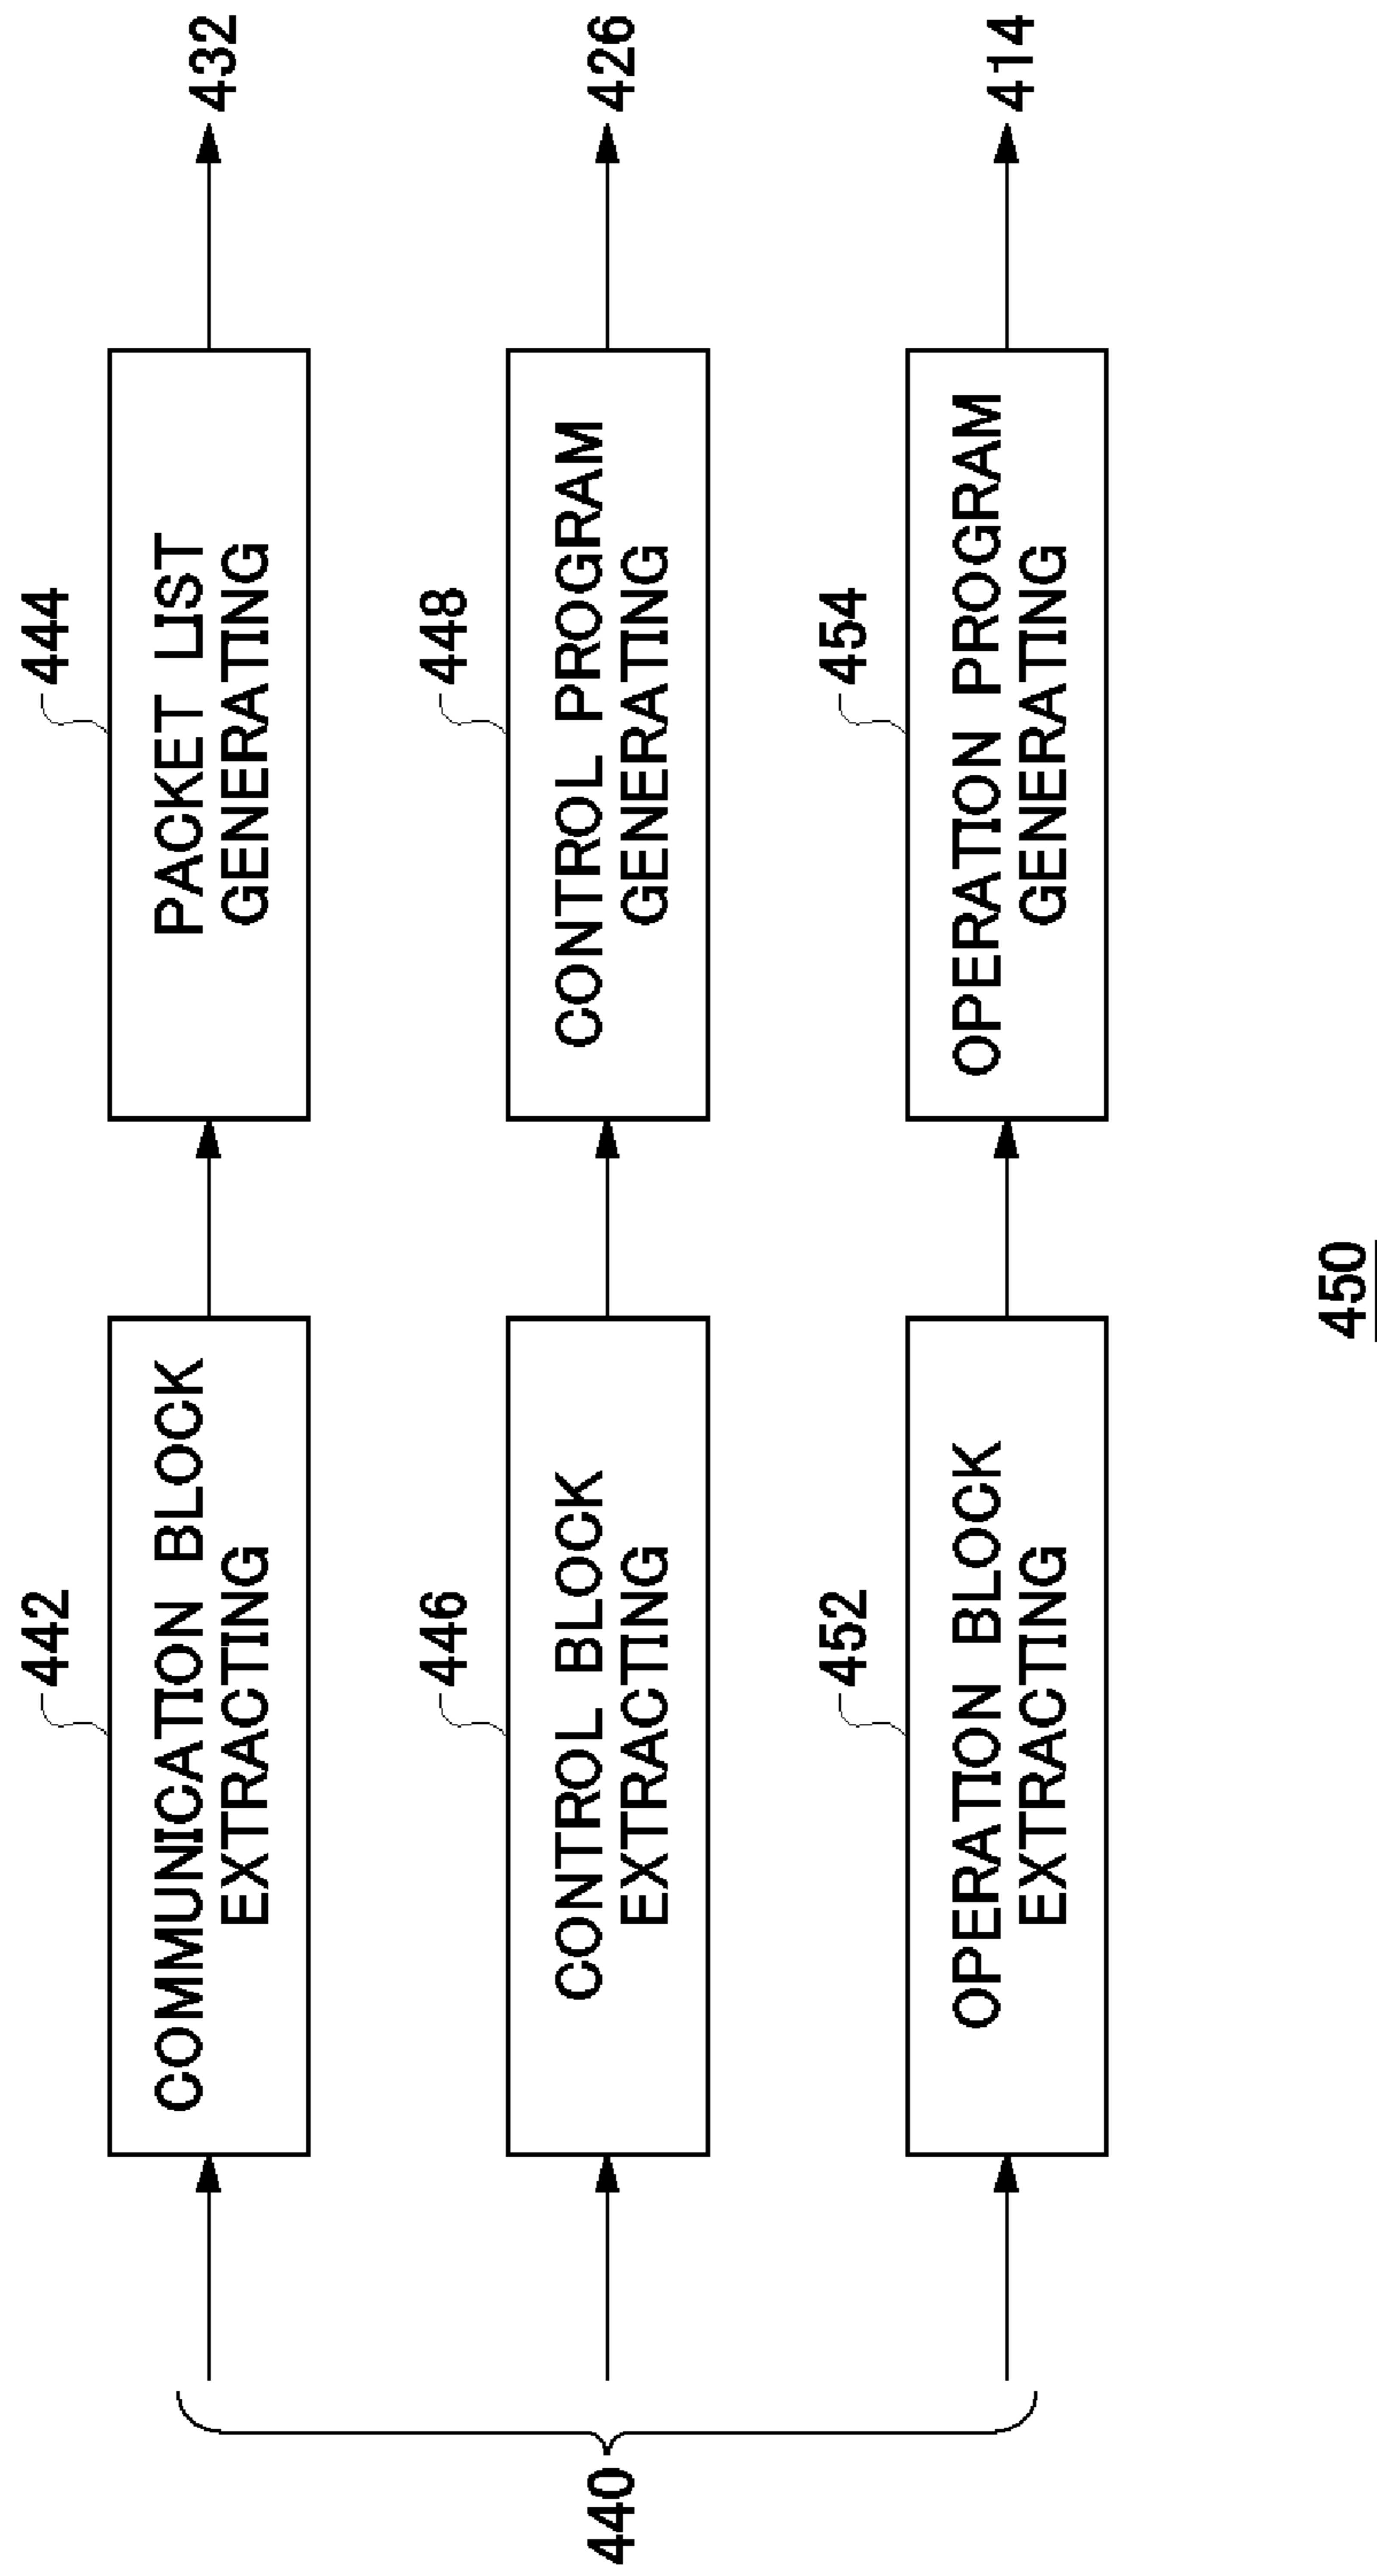 442
COMMUNICATION BLOCK
EXTRACTING
444
PACKET LIST
GENERATING
432
440
446
CONTROL BLOCK
EXTRACTING
448
CONTROL PROGRAM
GENERATING
426
452
OPERATION BLOCK
EXTRACTING
454
OPERATION PROGRAM
GENERATING
414
450